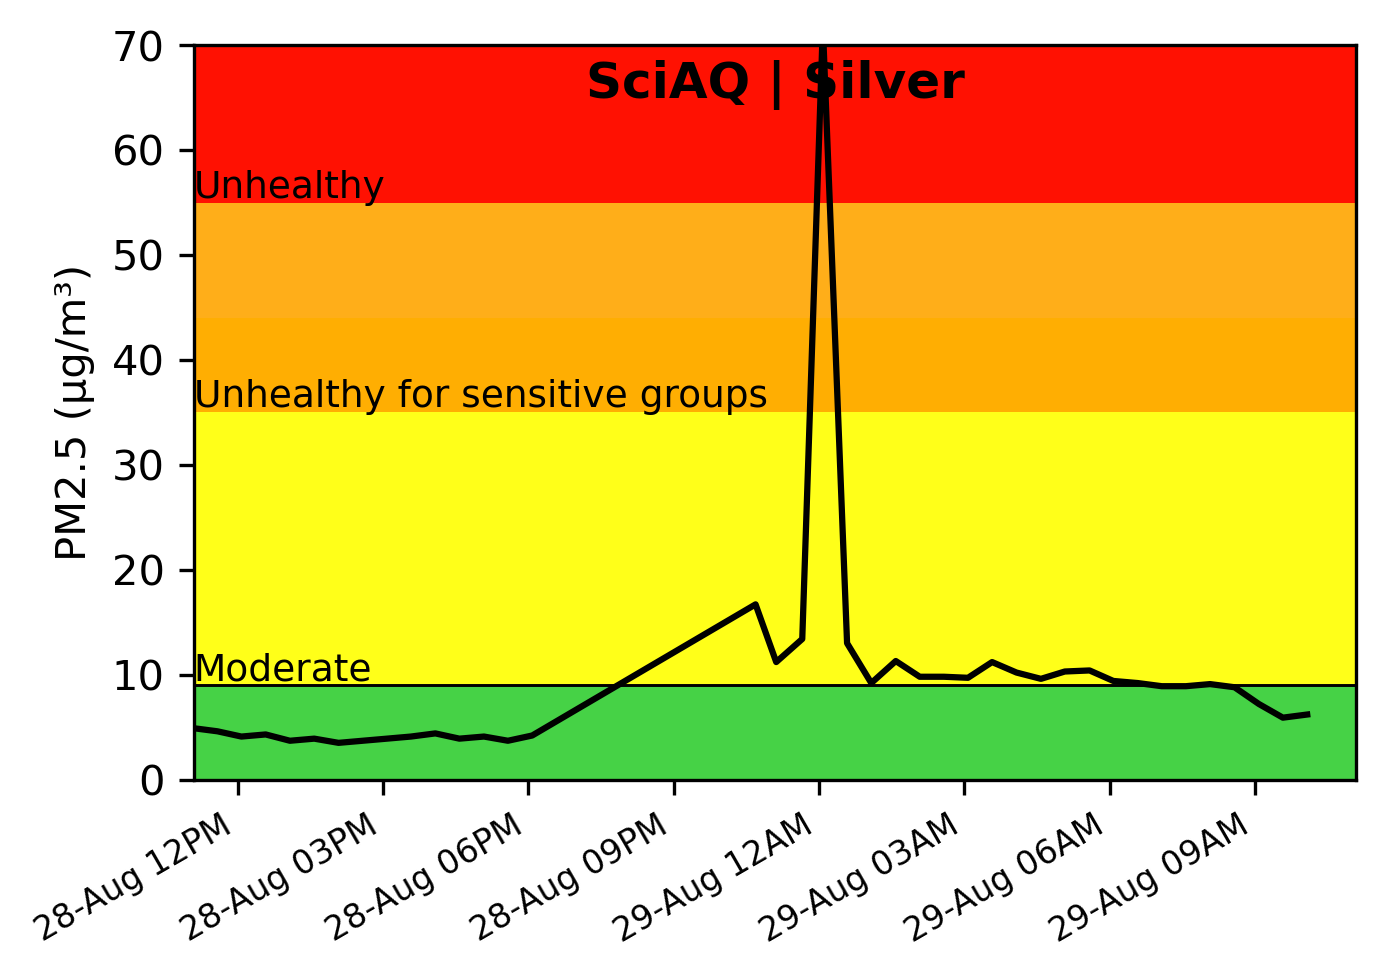 SciAQ | Silver
PM2.5 (µg/m³)
70
60
50
40
30
20
10
0
Unhealthy
Unhealthy for sensitive groups
Moderate
28-Aug 12PM
28-Aug 03PM
28-Aug 06PM
28-Aug 09PM
29-Aug 12AM
29-Aug 03AM
29-Aug 06AM
29-Aug 09AM